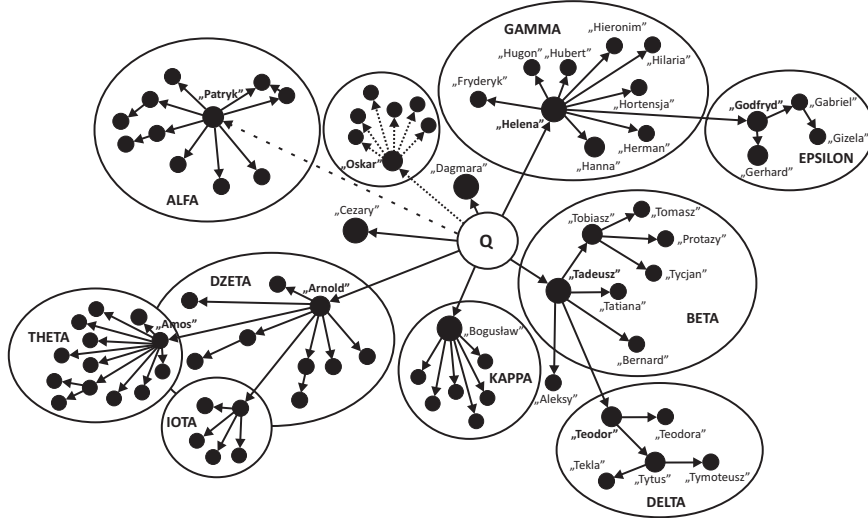 GAMMA
„Hieronim”
„Hugon”
„Hubert”
„Hilaria”
„Fryderyk”
„Hortensja”
„Helena”
„Herman”
„Hanna”
„Patryk”
ALFA
„Oskar”
„Dagmara”
„Cezary”
Q
„Godfryd”
„Gabriel”
„Gizela”
„Gerhard”
EPSILON
„Tobiasz”
„Tomasz”
„Protazy”
„Tadeusz”
„Tycjan”
„Tatiana”
BETA
„Bernard”
DZETA
„Arnold”
THETA
„Amos”
IOTA
„Bogusław”
KAPPA
„Aleksy”
„Teodor”
„Teodora”
„Tekla”
„Tytus”
„Tymoteusz”
DELTA